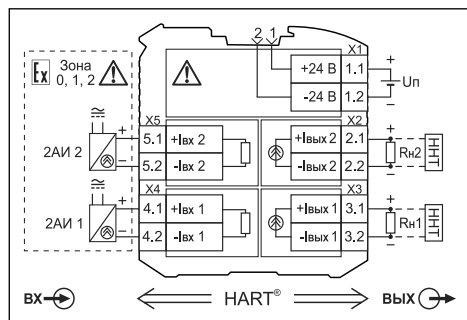 2 1
X1
Ex Зона 0, 1, 2
+24 В 1.1 +
-24 В 1.2 −
Uп
X5 X2
2АИ 2 + 5.1 +Iвх 2 +Iвых 2 2.1 + Rн2
− 5.2 -Iвх 2 -Iвых 2 2.2 −
X4 X3
2АИ 1 + 4.1 +Iвх 1 +Iвых 1 3.1 + Rн1
− 4.2 -Iвх 1 -Iвых 1 3.2 −
ВХ HART® ВЫХ